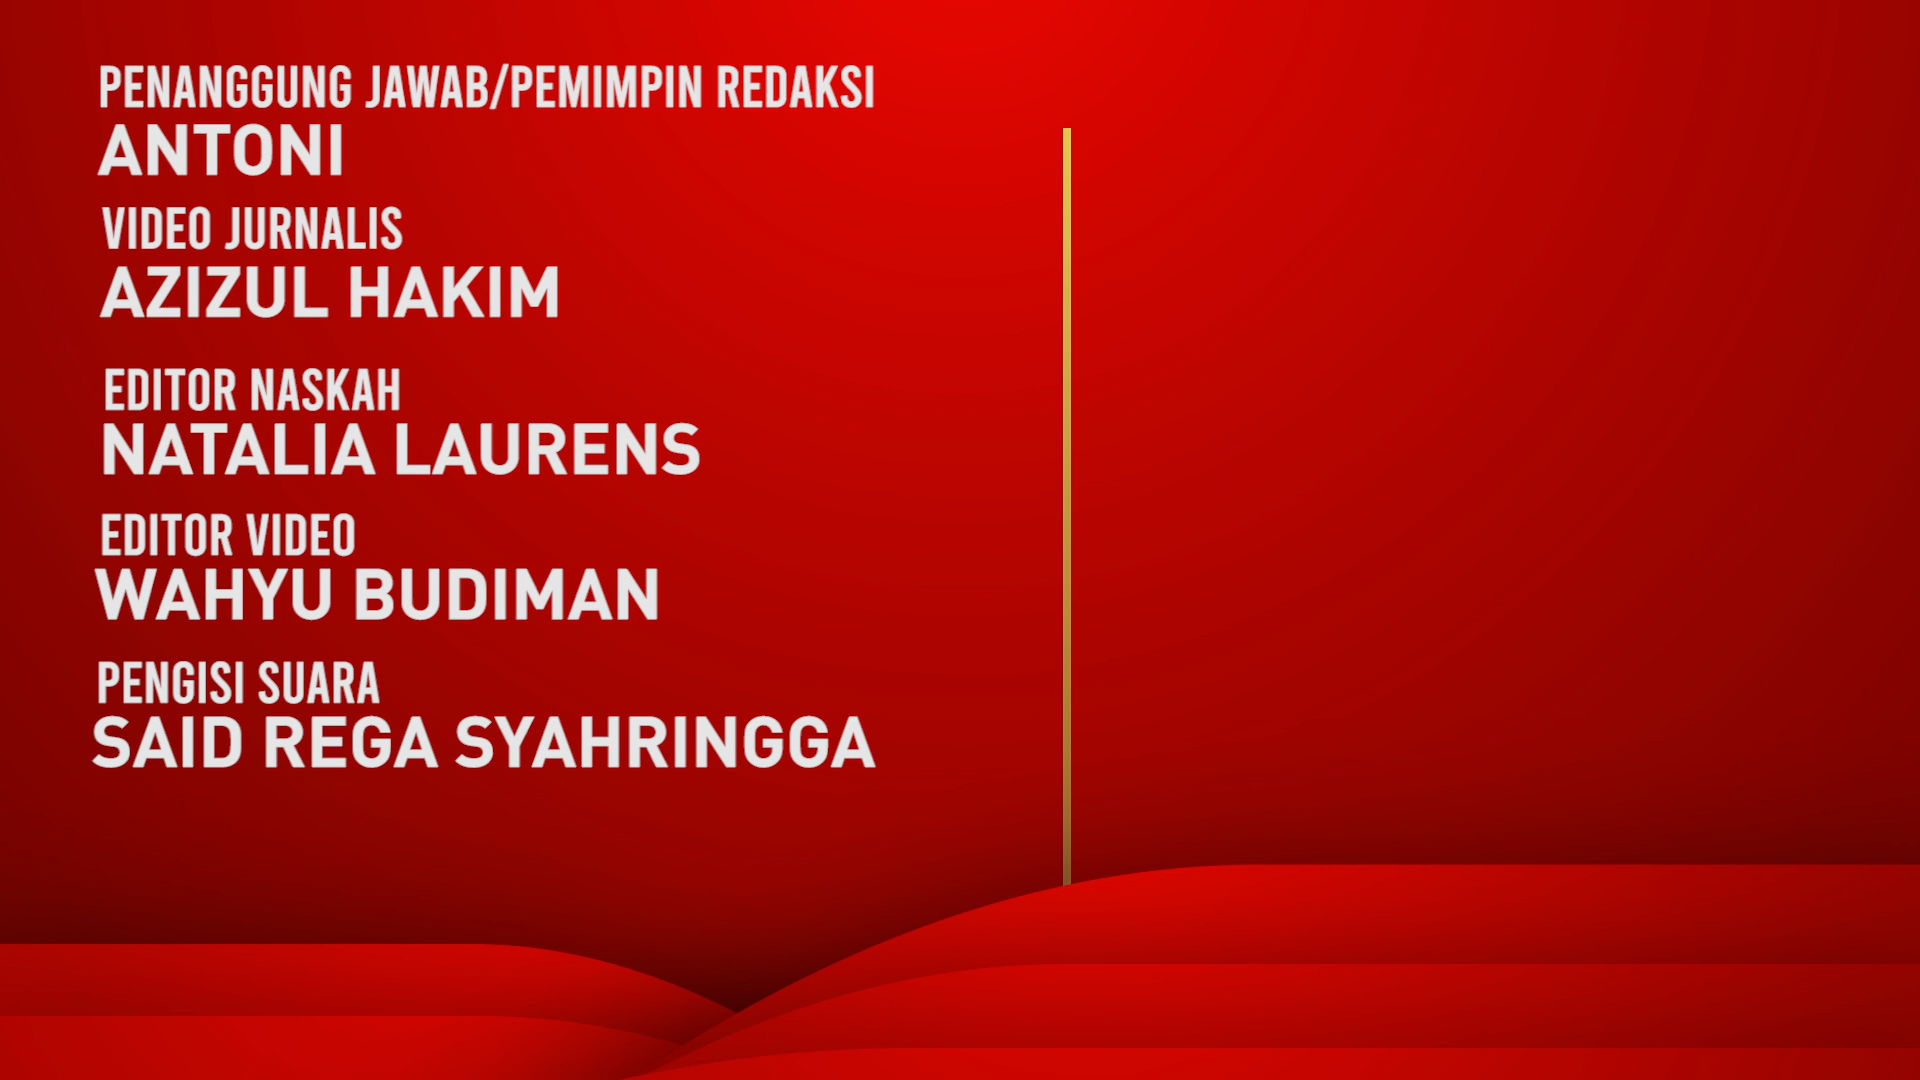 PENANGGUNG JAWAB/PEMIMPIN REDAKSI
ANTONI
VIDEO JURNALIS
AZIZUL HAKIM
EDITOR NASKAH
NATALIA LAURENS
EDITOR VIDEO
WAHYU BUDIMAN
PENGISI SUARA
SAID REGA SYAHRINGGA